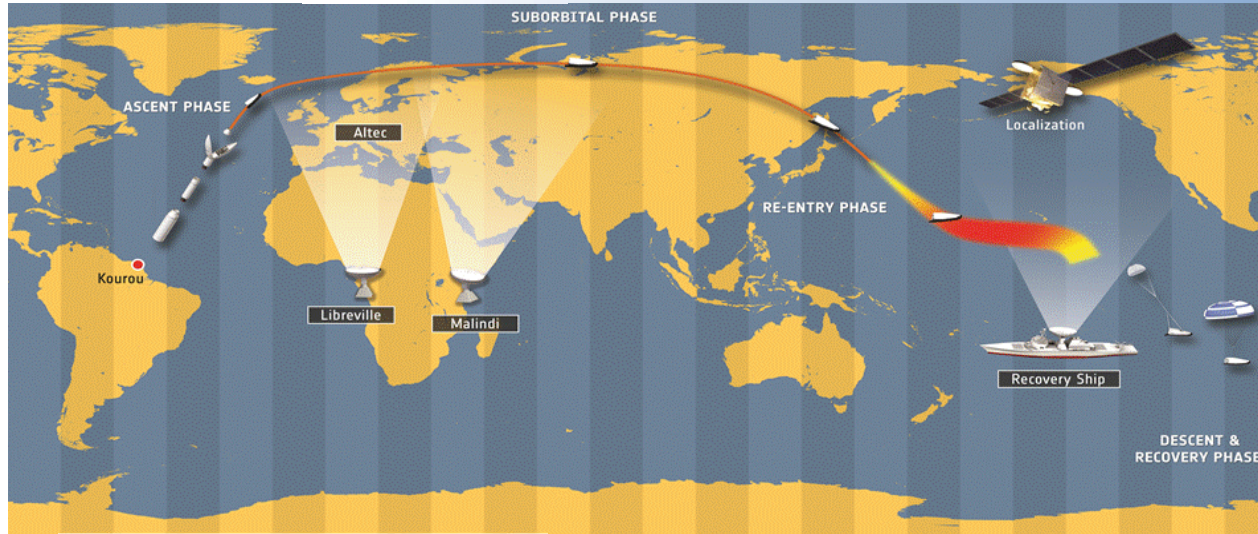 SUBORBITAL PHASE
ASCENT PHASE
Altec
Localization
RE-ENTRY PHASE
Kourou
Libreville
Malindi
Recovery Ship
DESCENT &
RECOVERY PHASE